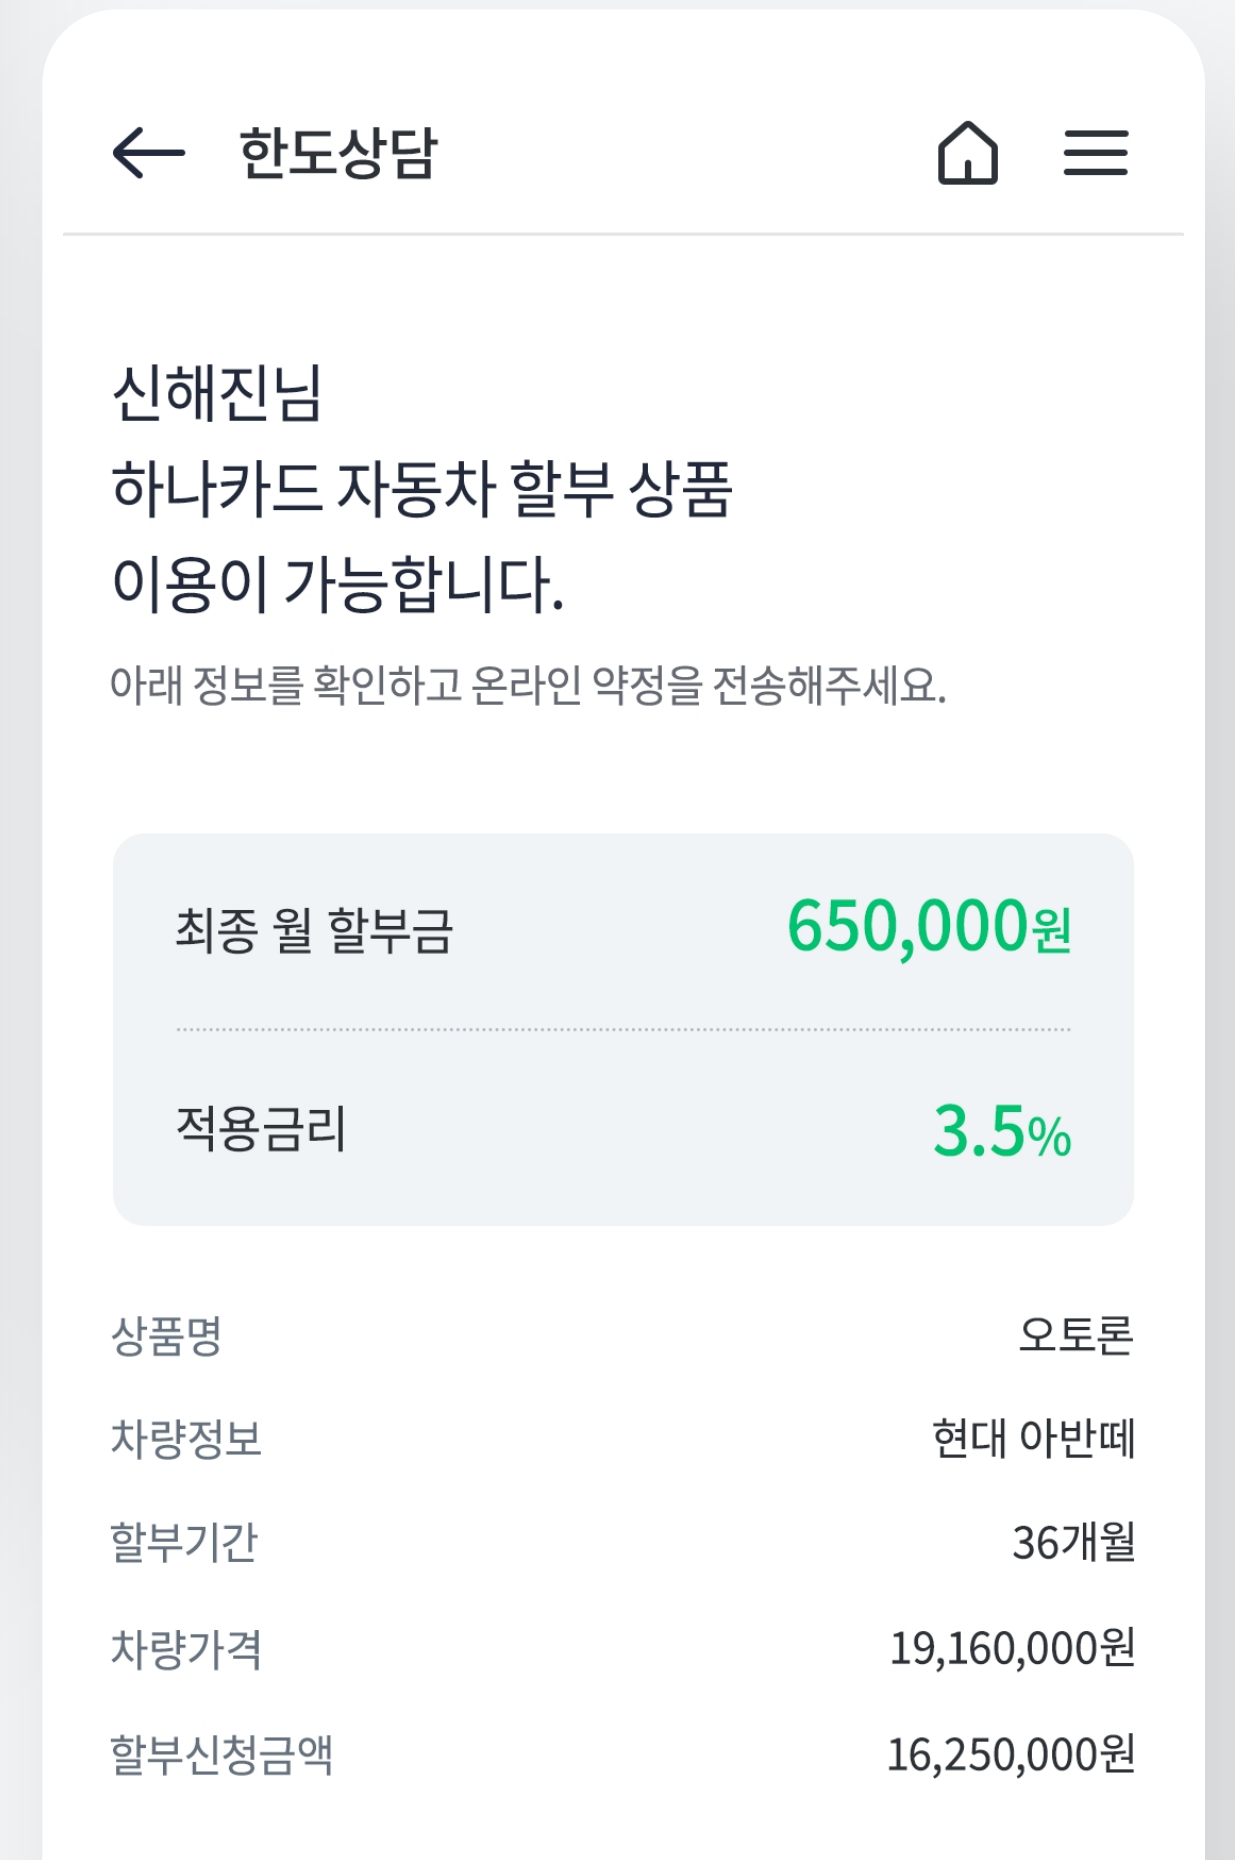 한도상담
신해진님
하나카드 자동차 할부 상품
이용이 가능합니다.
아래 정보를 확인하고 온라인 약정을 전송해주세요.
최종 월 할부금 650,000원
적용금리 3.5%
상품명 오토론
차량정보 현대 아반떼
할부기간 36개월
차량가격 19,160,000원
할부신청금액 16,250,000원